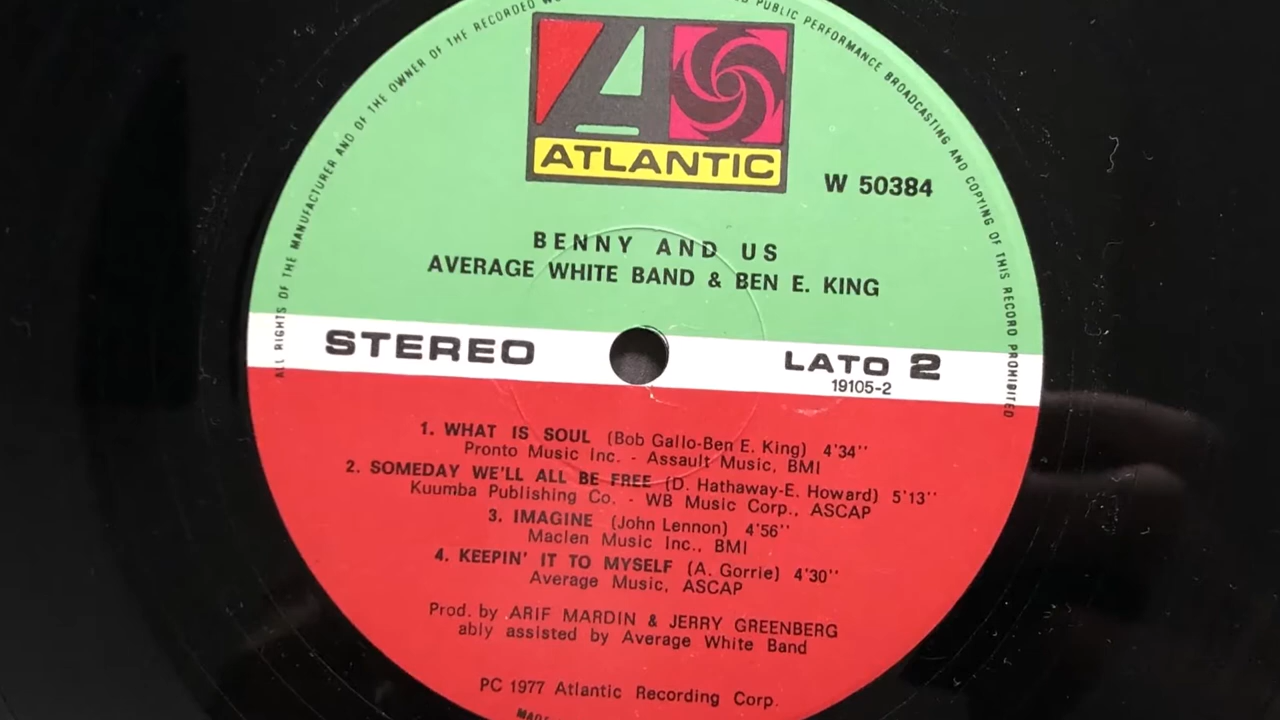 ALL RIGHTS OF THE MANUFACTURER AND OF THE OWNER OF THE RECORDED
PUBLIC PERFORMANCE BROADCASTING AND COPYING OF THIS RECORD PROHIBITED
A
ATLANTIC
W 50384
BENNY AND US
AVERAGE WHITE BAND & BEN E. KING
STEREO
LATO 2
19105-2
1. WHAT IS SOUL (Bob Gallo-Ben E. King) 4'34''
Pronto Music Inc. - Assault Music, BMI
2. SOMEDAY WE'LL ALL BE FREE (D. Hathaway-E. Howard) 5'13''
Kuumba Publishing Co. - WB Music Corp., ASCAP
3. IMAGINE (John Lennon) 4'56''
Maclen Music Inc., BMI
4. KEEPIN' IT TO MYSELF (A. Gorrie) 4'30''
Average Music, ASCAP
Prod. by ARIF MARDIN & JERRY GREENBERG
ably assisted by Average White Band
PC 1977 Atlantic Recording Corp.